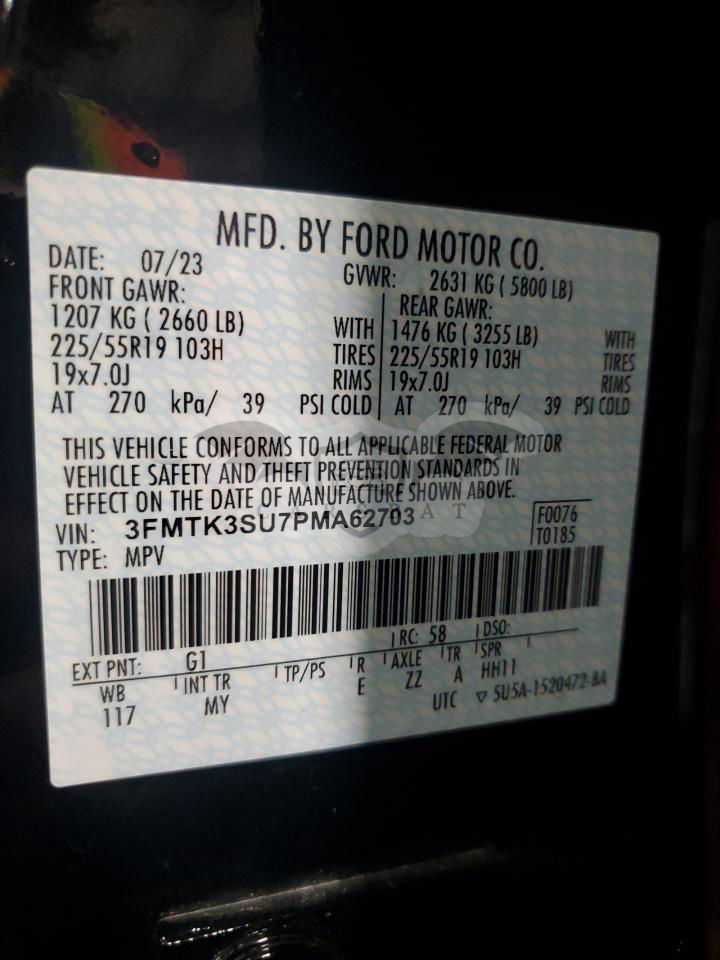 MFD. BY FORD MOTOR CO.
DATE: 07/23
GVWR: 2631 KG ( 5800 LB)
FRONT GAWR:
1207 KG ( 2660 LB) WITH
225/55R19 103H TIRES
19x7.0J RIMS
AT 270 kPa/ 39 PSI COLD
REAR GAWR:
1476 KG ( 3255 LB) WITH
225/55R19 103H TIRES
19x7.0J RIMS
AT 270 kPa/ 39 PSI COLD
THIS VEHICLE CONFORMS TO ALL APPLICABLE FEDERAL MOTOR
VEHICLE SAFETY AND THEFT PREVENTION STANDARDS IN
EFFECT ON THE DATE OF MANUFACTURE SHOWN ABOVE.
VIN: 3FMTK3SU7PMA62703
F0076
TYPE: MPV
T0185
EXT PNT: G1 RC: 58 DSO:
WB INT TR TP/PS R AXLE TR SPR
117 MY E ZZ A HH11
UTC ▽ 5U5A-1520472-BA